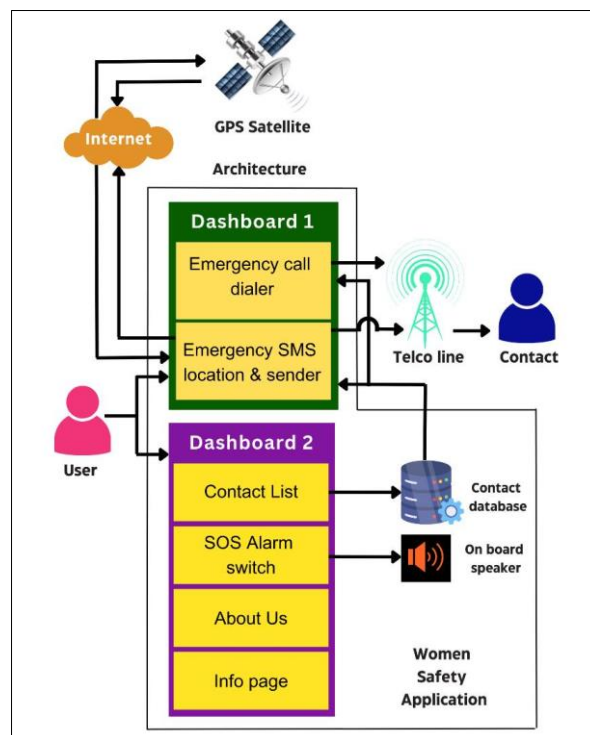 GPS Satellite
Internet
Architecture
Dashboard 1
Emergency call
dialer
Emergency SMS
location & sender
Telco line
Contact
User
Dashboard 2
Contact List
SOS Alarm
switch
About Us
Info page
Contact
database
On board
speaker
Women
Safety
Application